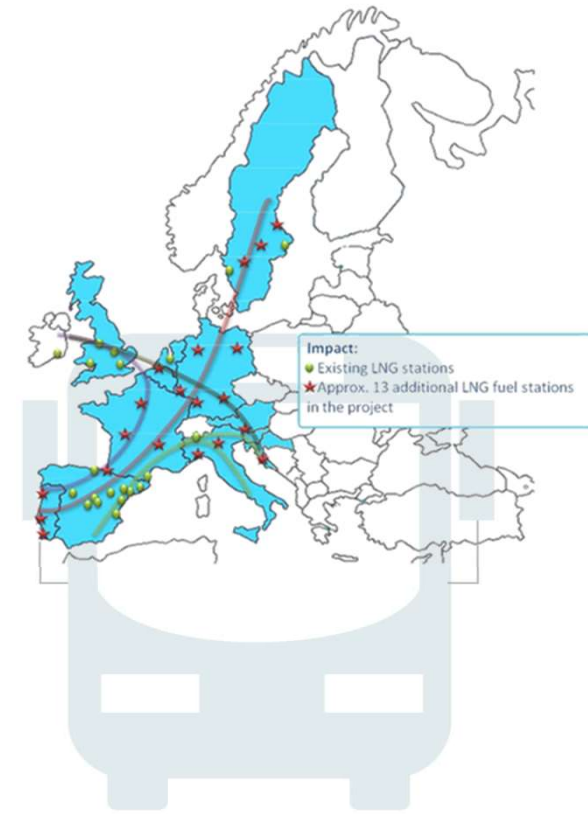 Impact:
Existing LNG stations
Approx. 13 additional LNG fuel stations
in the project